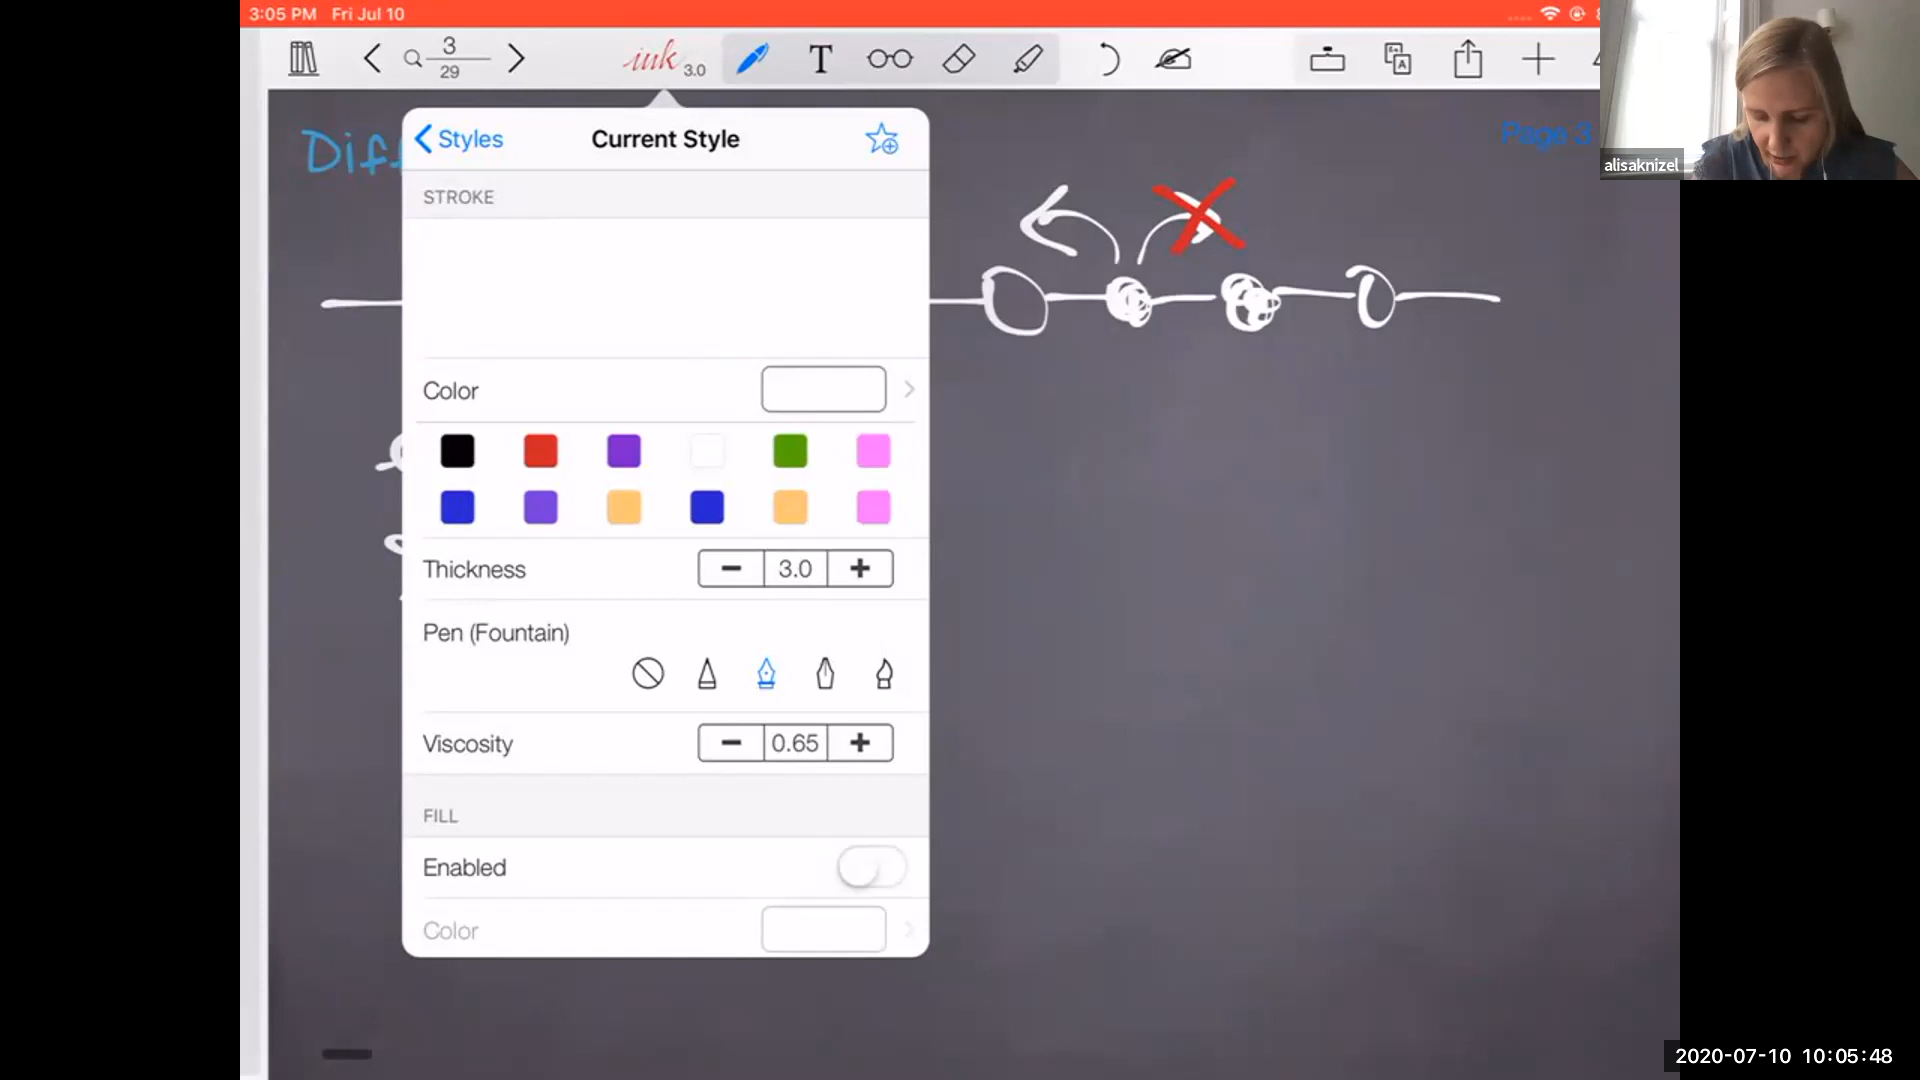 3:05 PM Fri Jul 10
3
29
ink 3.0
T
Diff
Page 3
alisaknizel
Styles
Current Style
STROKE
Color
Thickness
3.0
Pen (Fountain)
Viscosity
0.65
FILL
Enabled
Color
2020-07-10 10:05:48